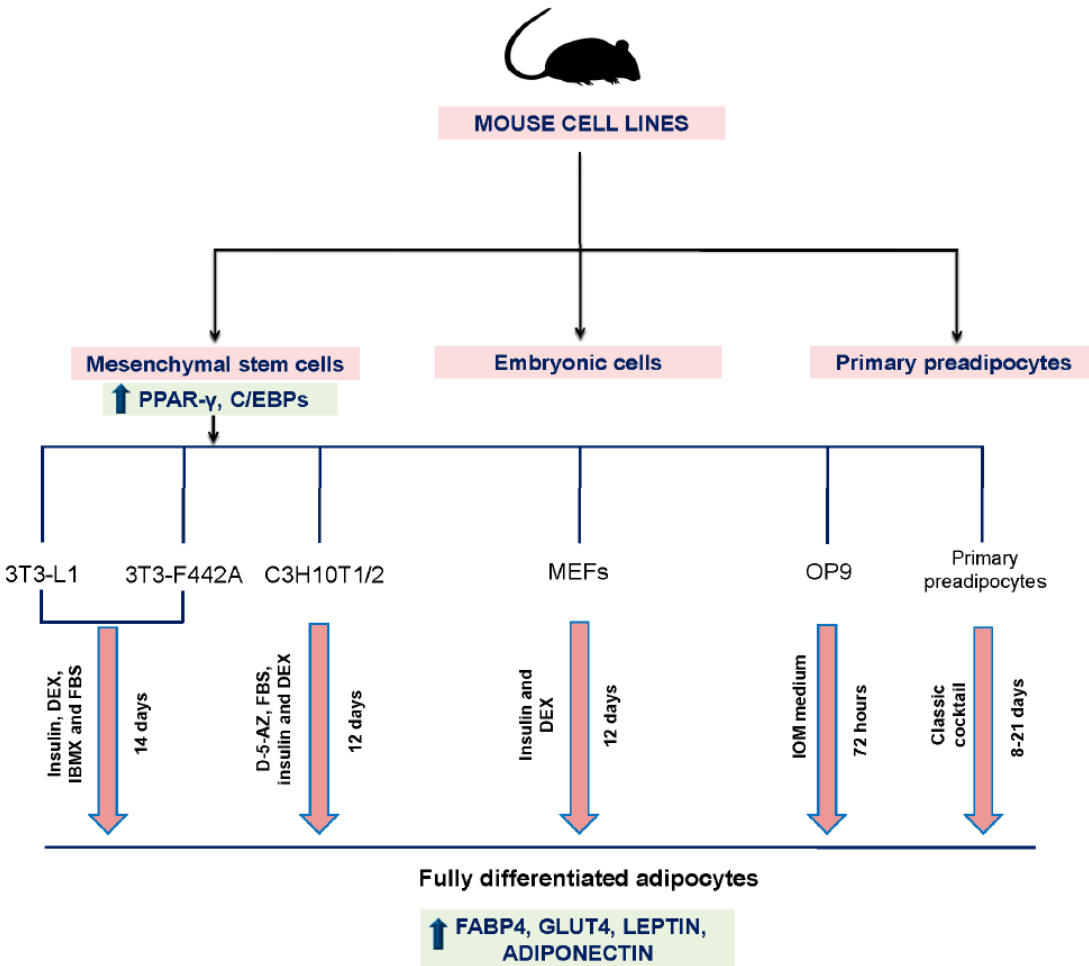 MOUSE CELL LINES
Mesenchymal stem cells
Embryonic cells
Primary preadipocytes
PPAR-γ, C/EBPs
3T3-L1
3T3-F442A
C3H10T1/2
MEFs
OP9
Primary
preadipocytes
Insulin, DEX,
IBMX and FBS
14 days
D-5-AZ, FBS,
insulin and DEX
12 days
Insulin and
DEX
12 days
IOM medium
72 hours
Classic
cocktail
8-21 days
Fully differentiated adipocytes
FABP4, GLUT4, LEPTIN,
ADIPONECTIN